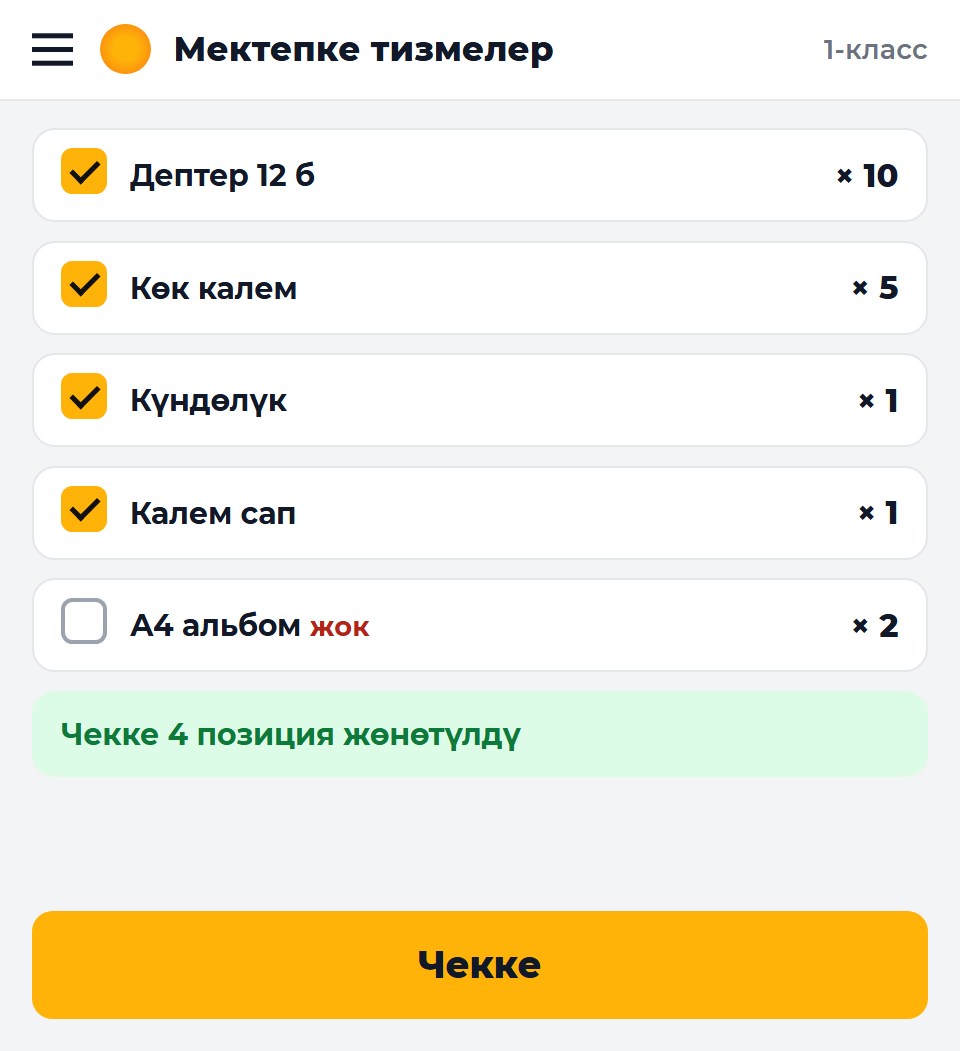 Мектепке тизмелер
1-класс
Дептер 12 б × 10
Көк калем × 5
Күндөлүк × 1
Калем сап × 1
А4 альбом жок × 2
Чекке 4 позиция жөнөтүлдү
Чекке